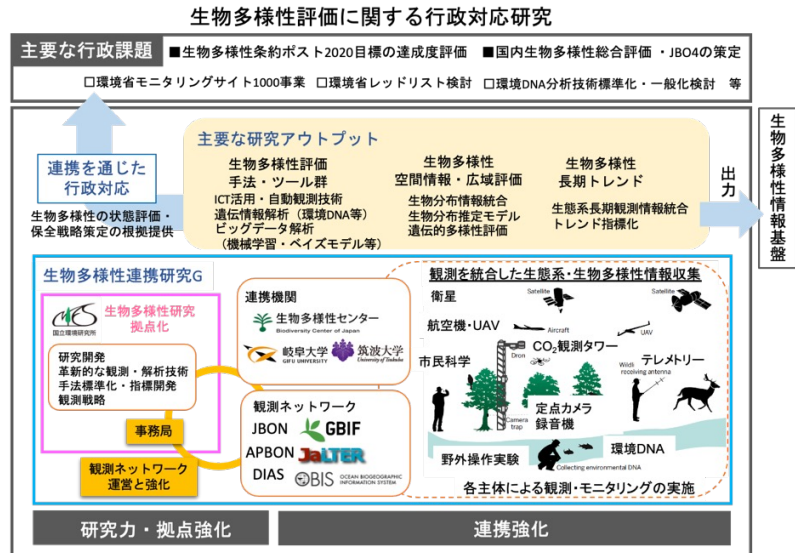 生物多様性評価に関する行政対応研究
主要な行政課題
■生物多様性条約ポスト2020目標の達成度評価 ■国内生物多様性総合評価・JBO4の策定
□環境省モニタリングサイト1000事業 □環境省レッドリスト検討 □環境DNA分析技術標準化・一般化検討 等
連携を通じた
行政対応
生物多様性の状態評価・
保全戦略策定の根拠提供
主要な研究アウトプット
生物多様性評価
手法・ツール群
ICT活用・自動観測技術
遺伝情報解析（環境DNA等）
ビッグデータ解析
（機械学習・ベイズモデル等）
生物多様性
空間情報・広域評価
生物分布情報統合
生物分布推定モデル
遺伝的多様性評価
生物多様性
長期トレンド
生態系長期観測情報統合
トレンド指標化
出力
生物多様性情報基盤
生物多様性連携研究G
国立環境研究所
生物多様性研究
拠点化
研究開発
革新的な観測・解析技術
手法標準化・指標開発
観測戦略
事務局
観測ネットワーク
運営と強化
連携機関
生物多様性センター
Biodiversity Center of Japan
岐阜大学
GIFU UNIVERSITY
筑波大学
University of Tsukuba
観測ネットワーク
JBON
GBIF
APBON
JaLTER
DIAS
OBIS
OCEAN BIOGEOGRAPHIC
INFORMATION SYSTEM
観測を統合した生態系・生物多様性情報収集
衛星
Satellite
Satellite
航空機・UAV
Aircraft
UAV
CO₂観測タワー
Dron
市民科学
テレメトリー
Wildlife
receiving antenna
Camera
trap
定点カメラ
録音機
野外操作実験
環境DNA
Collecting environmental DNA
各主体による観測・モニタリングの実施
研究力・拠点強化
連携強化